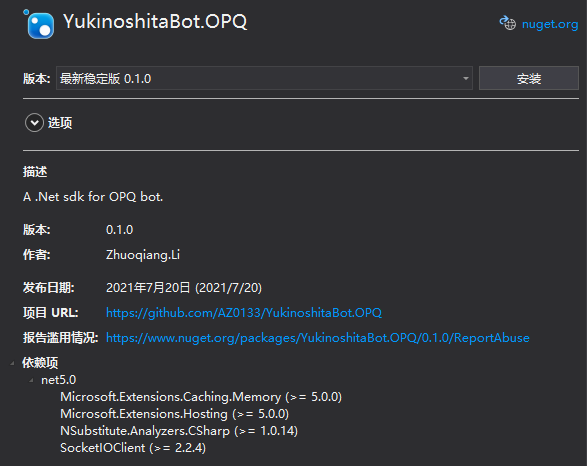 YukinoshitaBot.OPQ
nuget.org
版本: 最新稳定版 0.1.0 安装
选项
描述
A .Net sdk for OPQ bot.
版本: 0.1.0
作者: Zhuoqiang.Li
发布日期: 2021年7月20日 (2021/7/20)
项目 URL: https://github.com/AZ0133/YukinoshitaBot.OPQ
报告滥用情况: https://www.nuget.org/packages/YukinoshitaBot.OPQ/0.1.0/ReportAbuse
依赖项
net5.0
Microsoft.Extensions.Caching.Memory (>= 5.0.0)
Microsoft.Extensions.Hosting (>= 5.0.0)
NSubstitute.Analyzers.CSharp (>= 1.0.14)
SocketIOClient (>= 2.2.4)